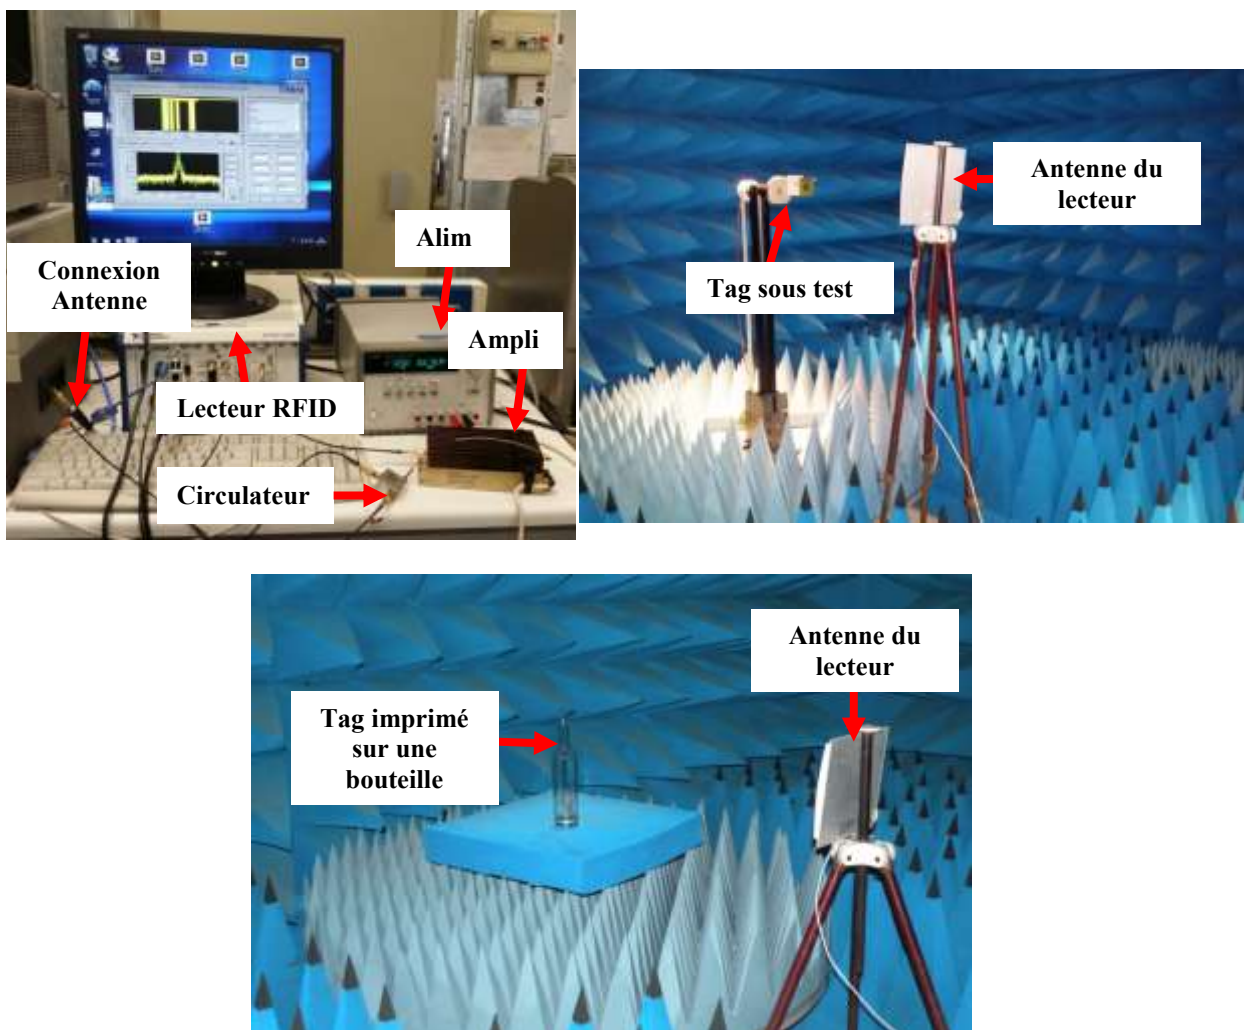 Connexion
Antenne
Alim
Ampli
Lecteur RFID
Circulateur
Antenne du
lecteur
Tag sous test
Antenne du
lecteur
Tag imprimé
sur une
bouteille